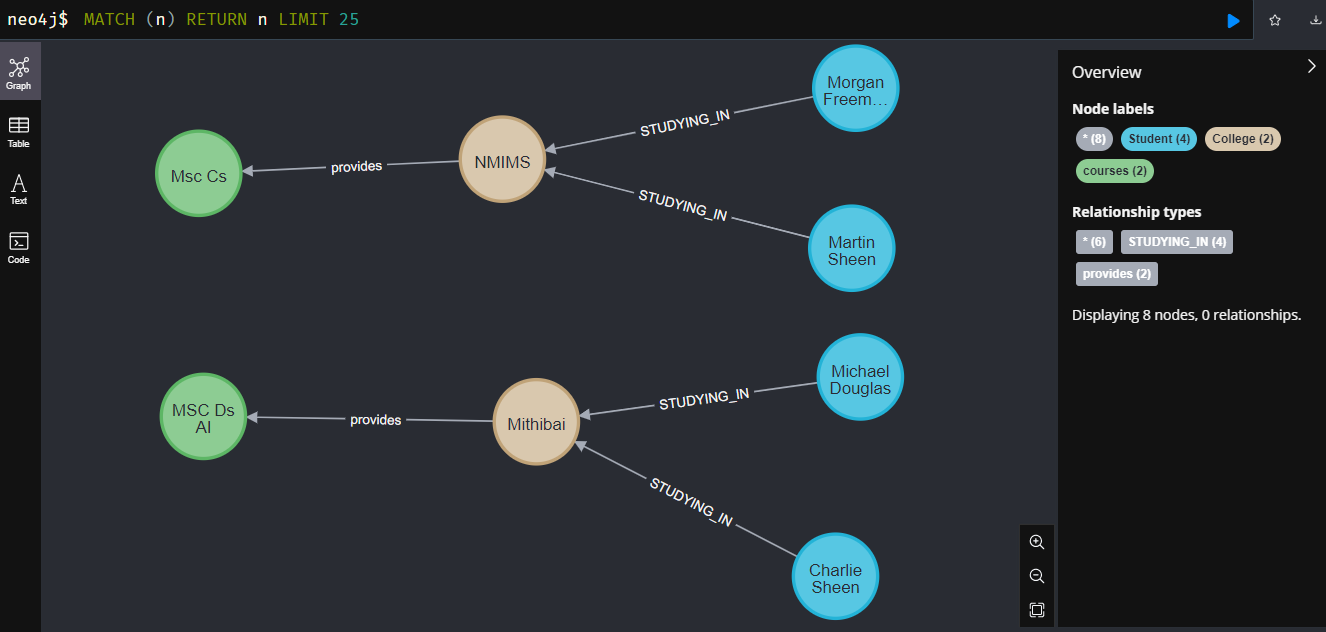 neo4j$ MATCH (n) RETURN n LIMIT 25
Graph
Table
Text
Code
Msc Cs
provides
NMIMS
STUDYING_IN
Morgan
Freem…
STUDYING_IN
Martin
Sheen
MSC Ds
AI
provides
Mithibai
STUDYING_IN
Michael
Douglas
STUDYING_IN
Charlie
Sheen
Overview
Node labels
* (8) Student (4) College (2)
courses (2)
Relationship types
* (6) STUDYING_IN (4)
provides (2)
Displaying 8 nodes, 0 relationships.